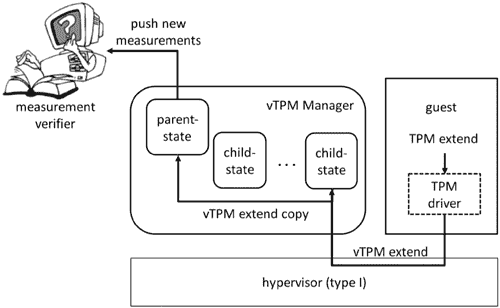 push new
measurements
?
measurement
verifier
vTPM Manager
parent-
state
child-
state
...
child-
state
vTPM extend copy
guest
TPM extend
TPM
driver
vTPM extend
hypervisor (type I)